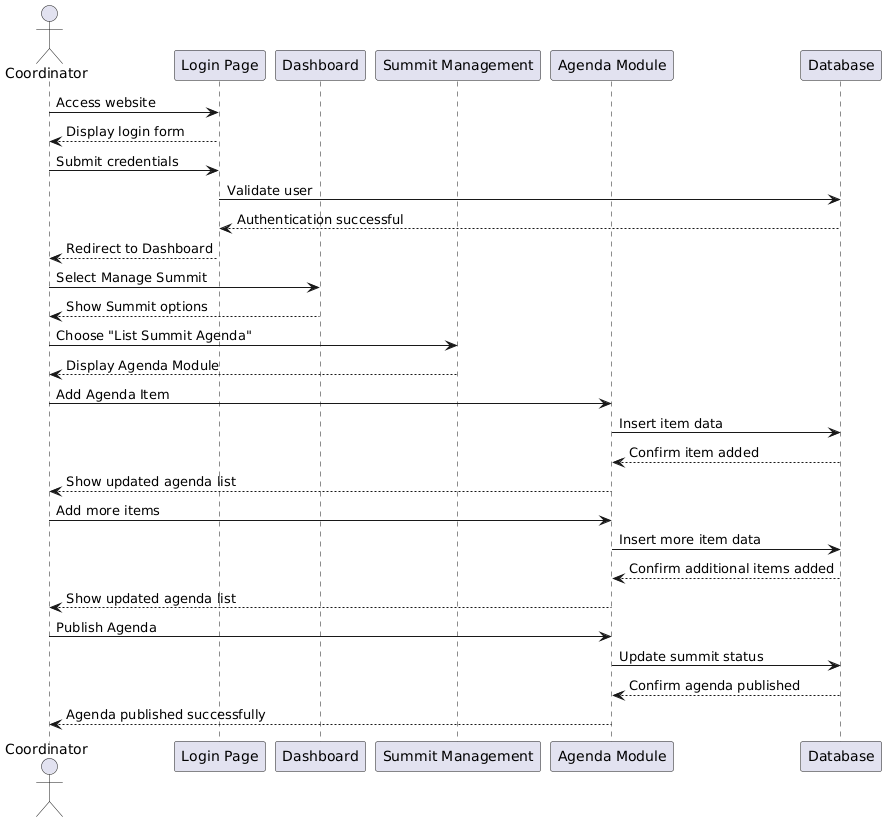 Coordinator
Login Page
Dashboard
Summit Management
Agenda Module
Database
Access website
Display login form
Submit credentials
Validate user
Authentication successful
Redirect to Dashboard
Select Manage Summit
Show Summit options
Choose "List Summit Agenda"
Display Agenda Module
Add Agenda Item
Insert item data
Confirm item added
Show updated agenda list
Add more items
Insert more item data
Confirm additional items added
Show updated agenda list
Publish Agenda
Update summit status
Confirm agenda published
Agenda published successfully
Coordinator
Login Page
Dashboard
Summit Management
Agenda Module
Database